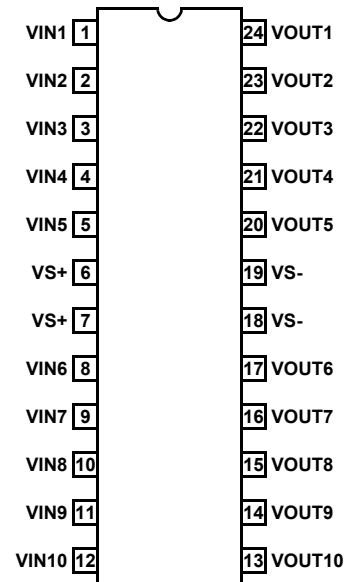 VIN1 1 24 VOUT1
VIN2 2 23 VOUT2
VIN3 3 22 VOUT3
VIN4 4 21 VOUT4
VIN5 5 20 VOUT5
VS+ 6 19 VS-
VS+ 7 18 VS-
VIN6 8 17 VOUT6
VIN7 9 16 VOUT7
VIN8 10 15 VOUT8
VIN9 11 14 VOUT9
VIN10 12 13 VOUT10